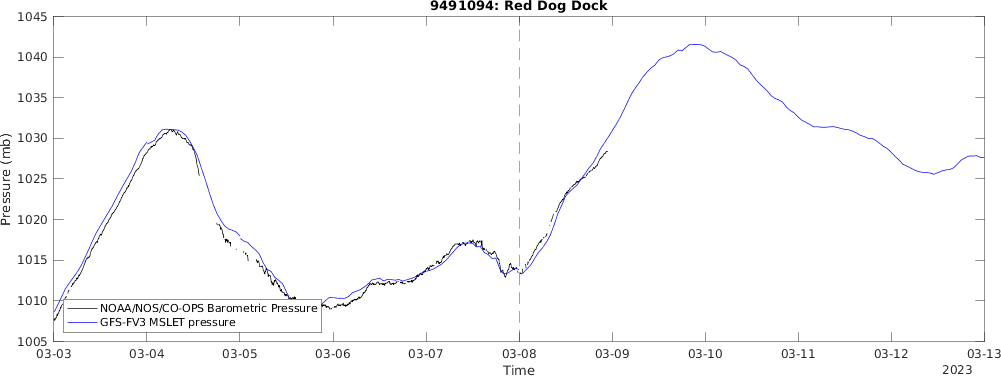 9491094: Red Dog Dock
1045
1040
1035
1030
1025
1020
1015
1010
1005
Pressure (mb)
NOAA/NOS/CO-OPS Barometric Pressure
GFS-FV3 MSLET pressure
03-03 03-04 03-05 03-06 03-07 03-08 03-09 03-10 03-11 03-12 03-13
Time
2023